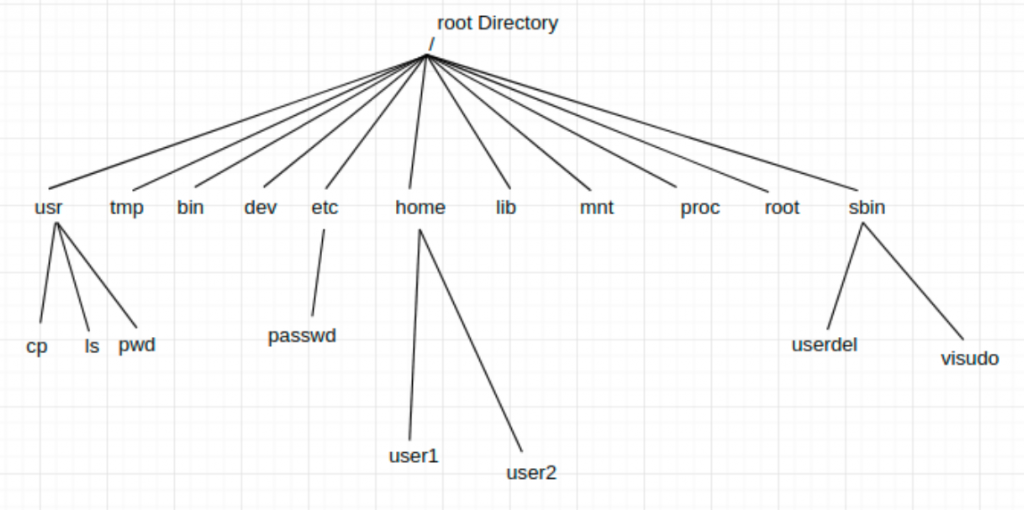 root Directory
/
usr tmp bin dev etc home lib mnt proc root sbin
cp ls pwd passwd userdel visudo
user1 user2